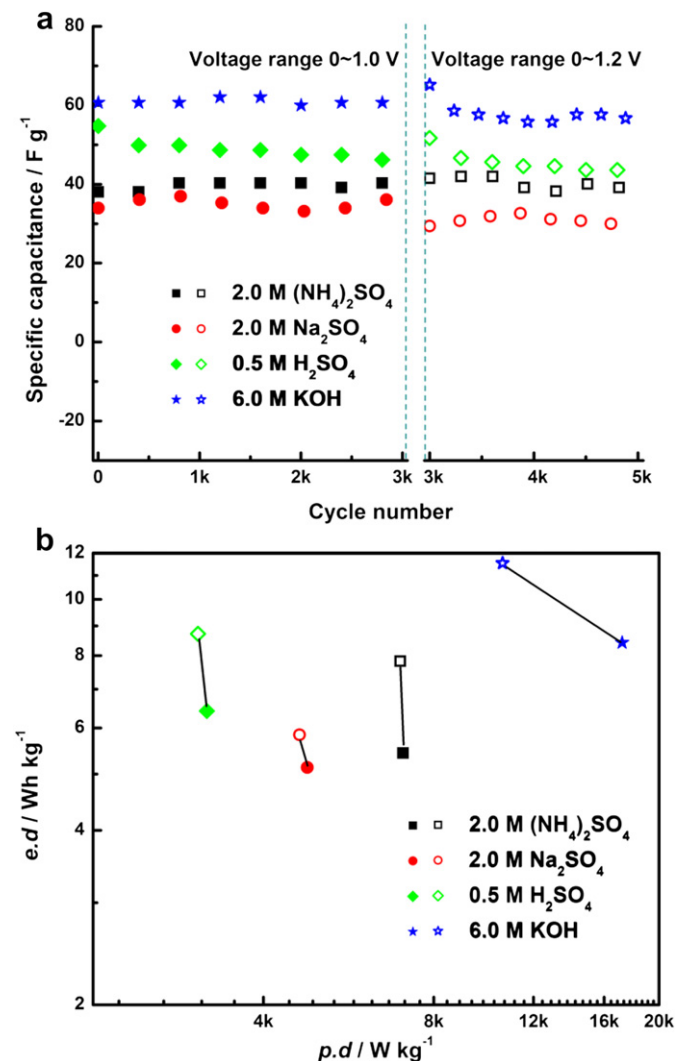 a
Voltage range 0~1.0 V
Voltage range 0~1.2 V
80
60
40
20
0
-20
Specific capacitance / F g⁻¹
2.0 M (NH₄)₂SO₄
2.0 M Na₂SO₄
0.5 M H₂SO₄
6.0 M KOH
0 1k 2k 3k 3k 4k 5k
Cycle number
b
12
10
8
6
4
2
e.d / Wh kg⁻¹
2.0 M (NH₄)₂SO₄
2.0 M Na₂SO₄
0.5 M H₂SO₄
6.0 M KOH
4k 8k 12k 16k 20k
p.d / W kg⁻¹